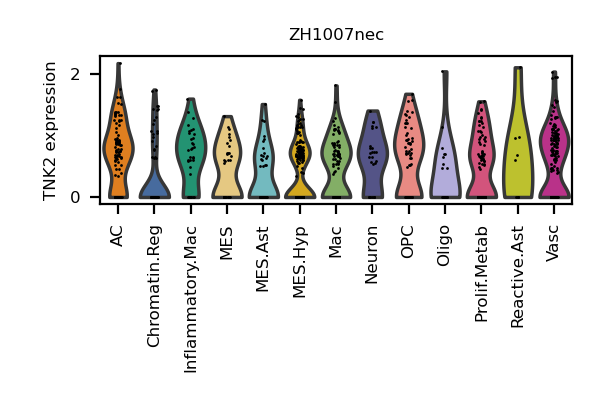 ZH1007nec
TNK2 expression
2
0
AC
Chromatin.Reg
Inflammatory.Mac
MES
MES.Ast
MES.Hyp
Mac
Neuron
OPC
Oligo
Prolif.Metab
Reactive.Ast
Vasc